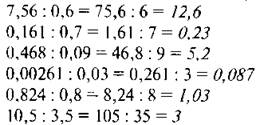 7,56 : 0,6 = 75,6 : 6 = 12,6
0,161 : 0,7 = 1,61 : 7 = 0,23
0,468 : 0,09 = 46,8 : 9 = 5,2
0,00261 : 0,03 = 0,261 : 3 = 0,087
0,824 : 0,8 = 8,24 : 8 = 1,03
10,5 : 3,5 = 105 : 35 = 3